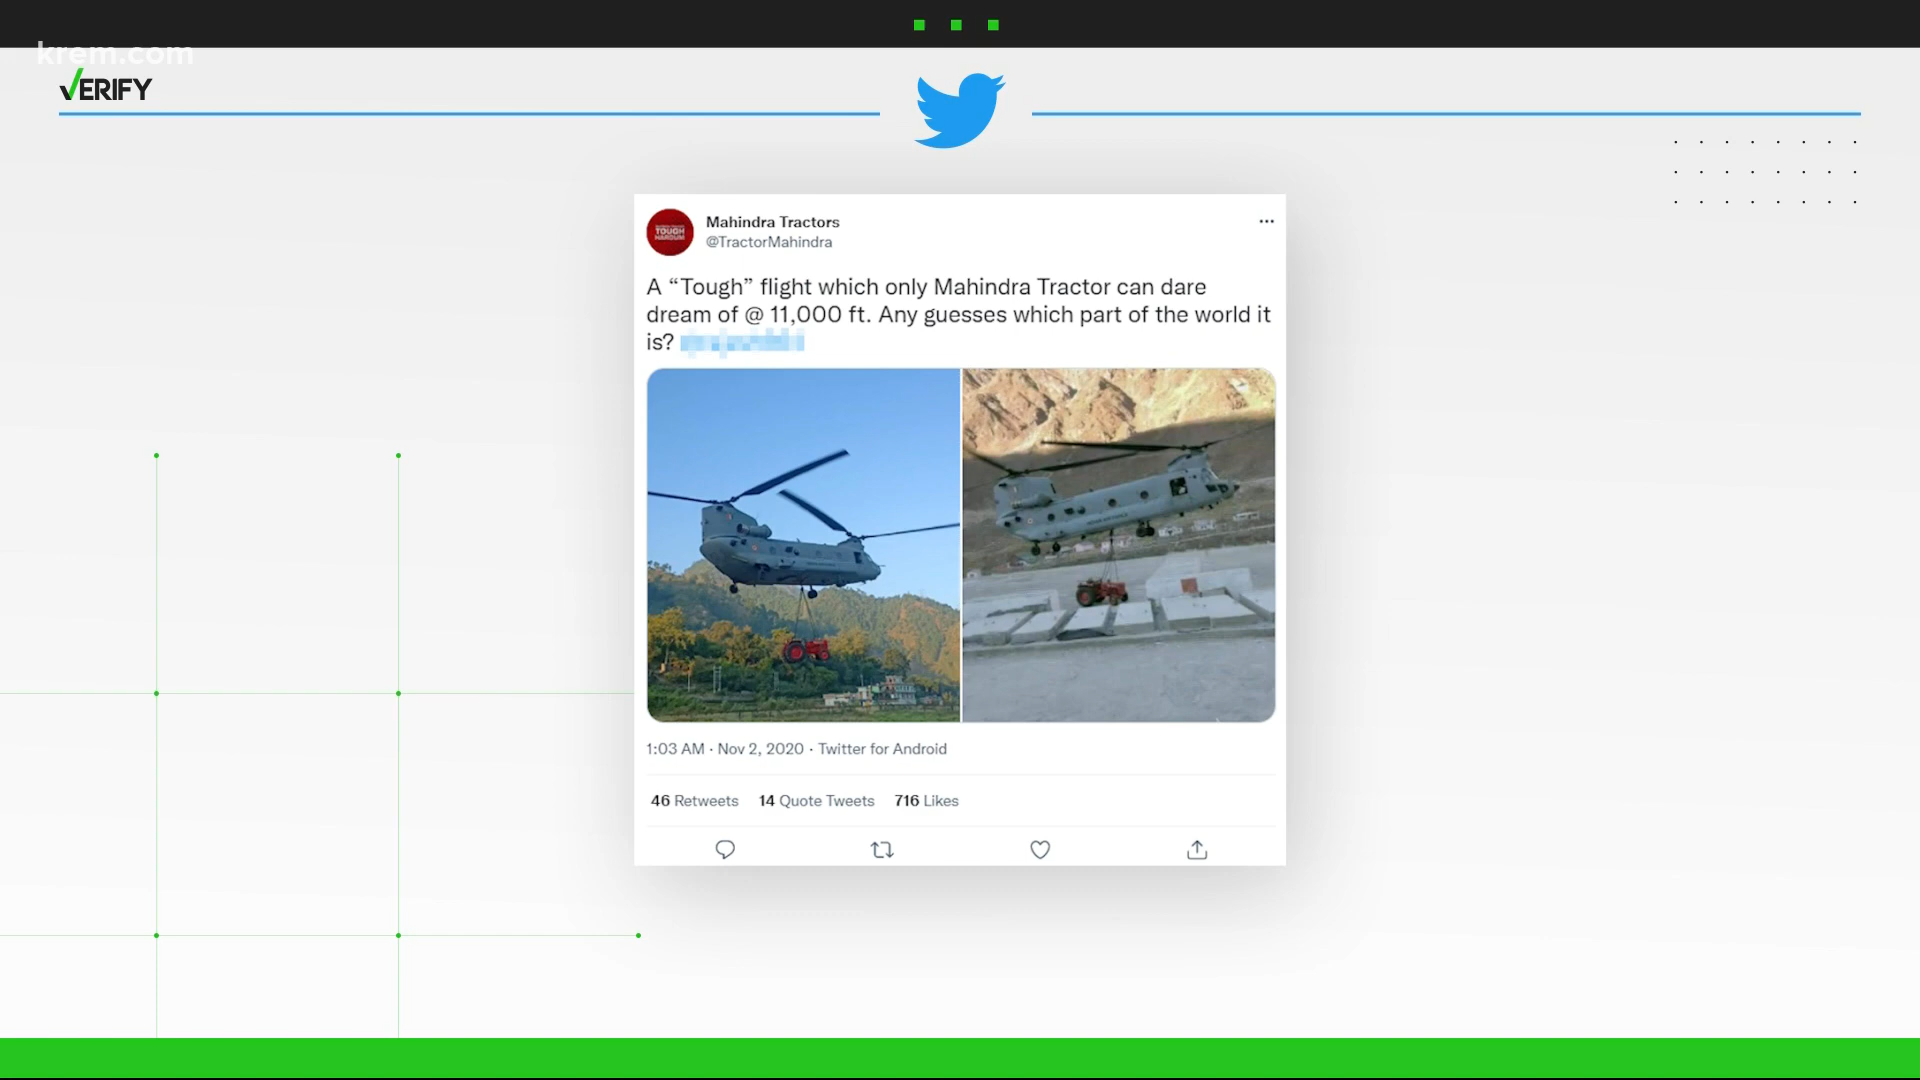 krem.com
VERIFY
TOUGH
HARDUM
Mahindra Tractors
@TractorMahindra
A “Tough” flight which only Mahindra Tractor can dare
dream of @ 11,000 ft. Any guesses which part of the world it
is?
1:03 AM · Nov 2, 2020 · Twitter for Android
46 Retweets 14 Quote Tweets 716 Likes